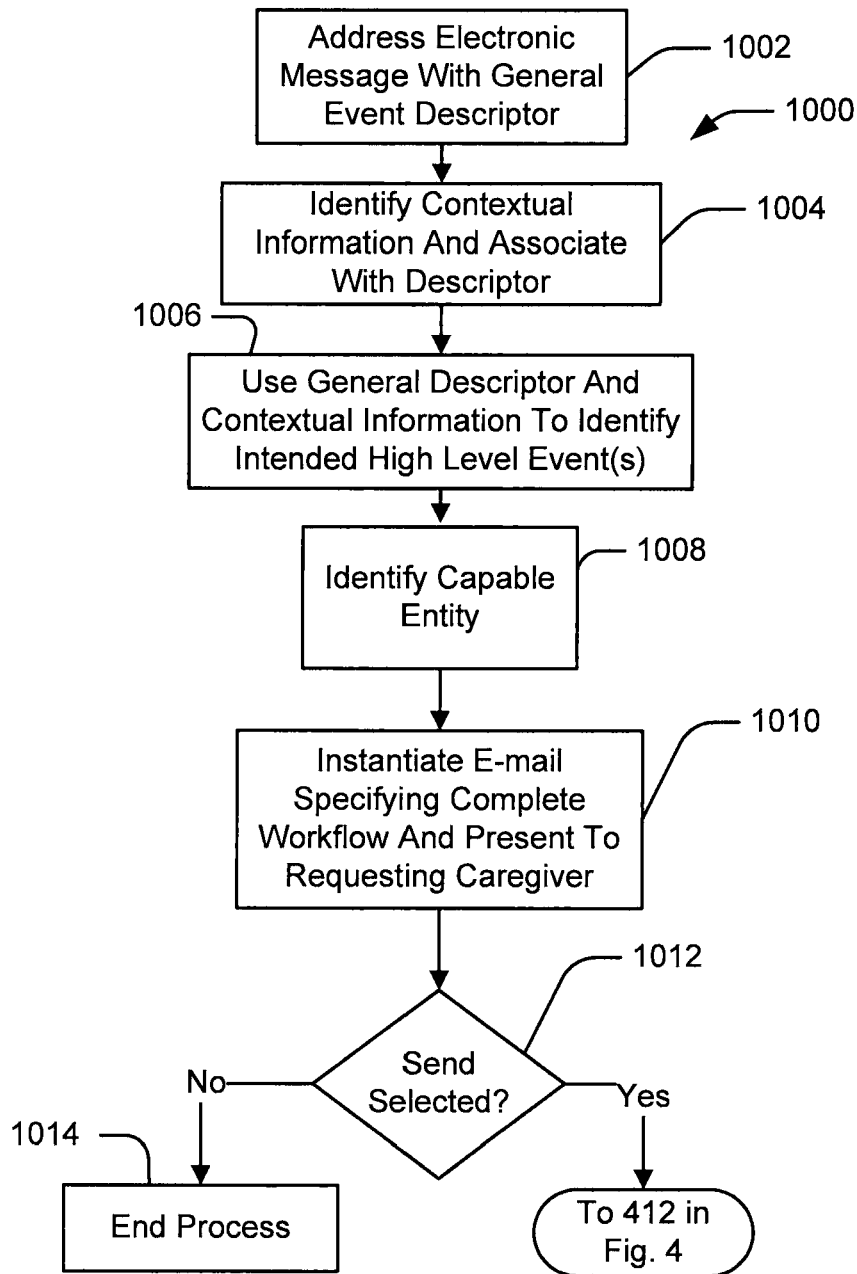 Address Electronic
Message With General
Event Descriptor
1002
1000
Identify Contextual
Information And Associate
With Descriptor
1004
1006
Use General Descriptor And
Contextual Information To Identify
Intended High Level Event(s)
Identify Capable
Entity
1008
Instantiate E-mail
Specifying Complete
Workflow And Present To
Requesting Caregiver
1010
1012
Send
Selected?
No
Yes
1014
End Process
To 412 in
Fig. 4